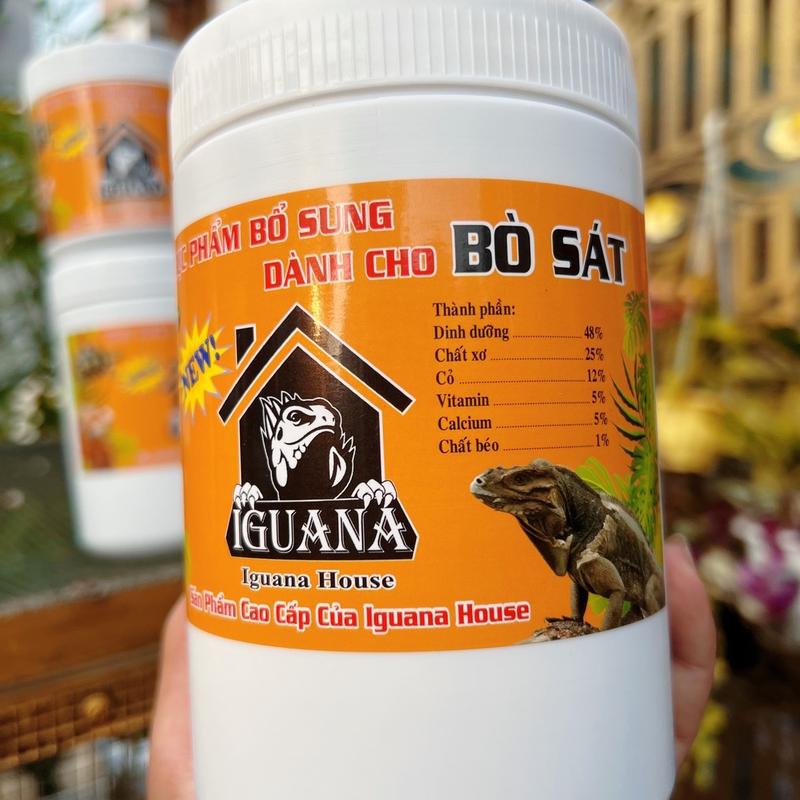 PHẨM BỔ SUNG
DÀNH CHO BÒ SÁT
NEW!
Thành phần:
Dinh dưỡng 48%
Chất xơ 25%
Cỏ 12%
Vitamin 5%
Calcium 5%
Chất béo 1%
IGUANA
Iguana House
Sản Phẩm Cao Cấp Của Iguana House